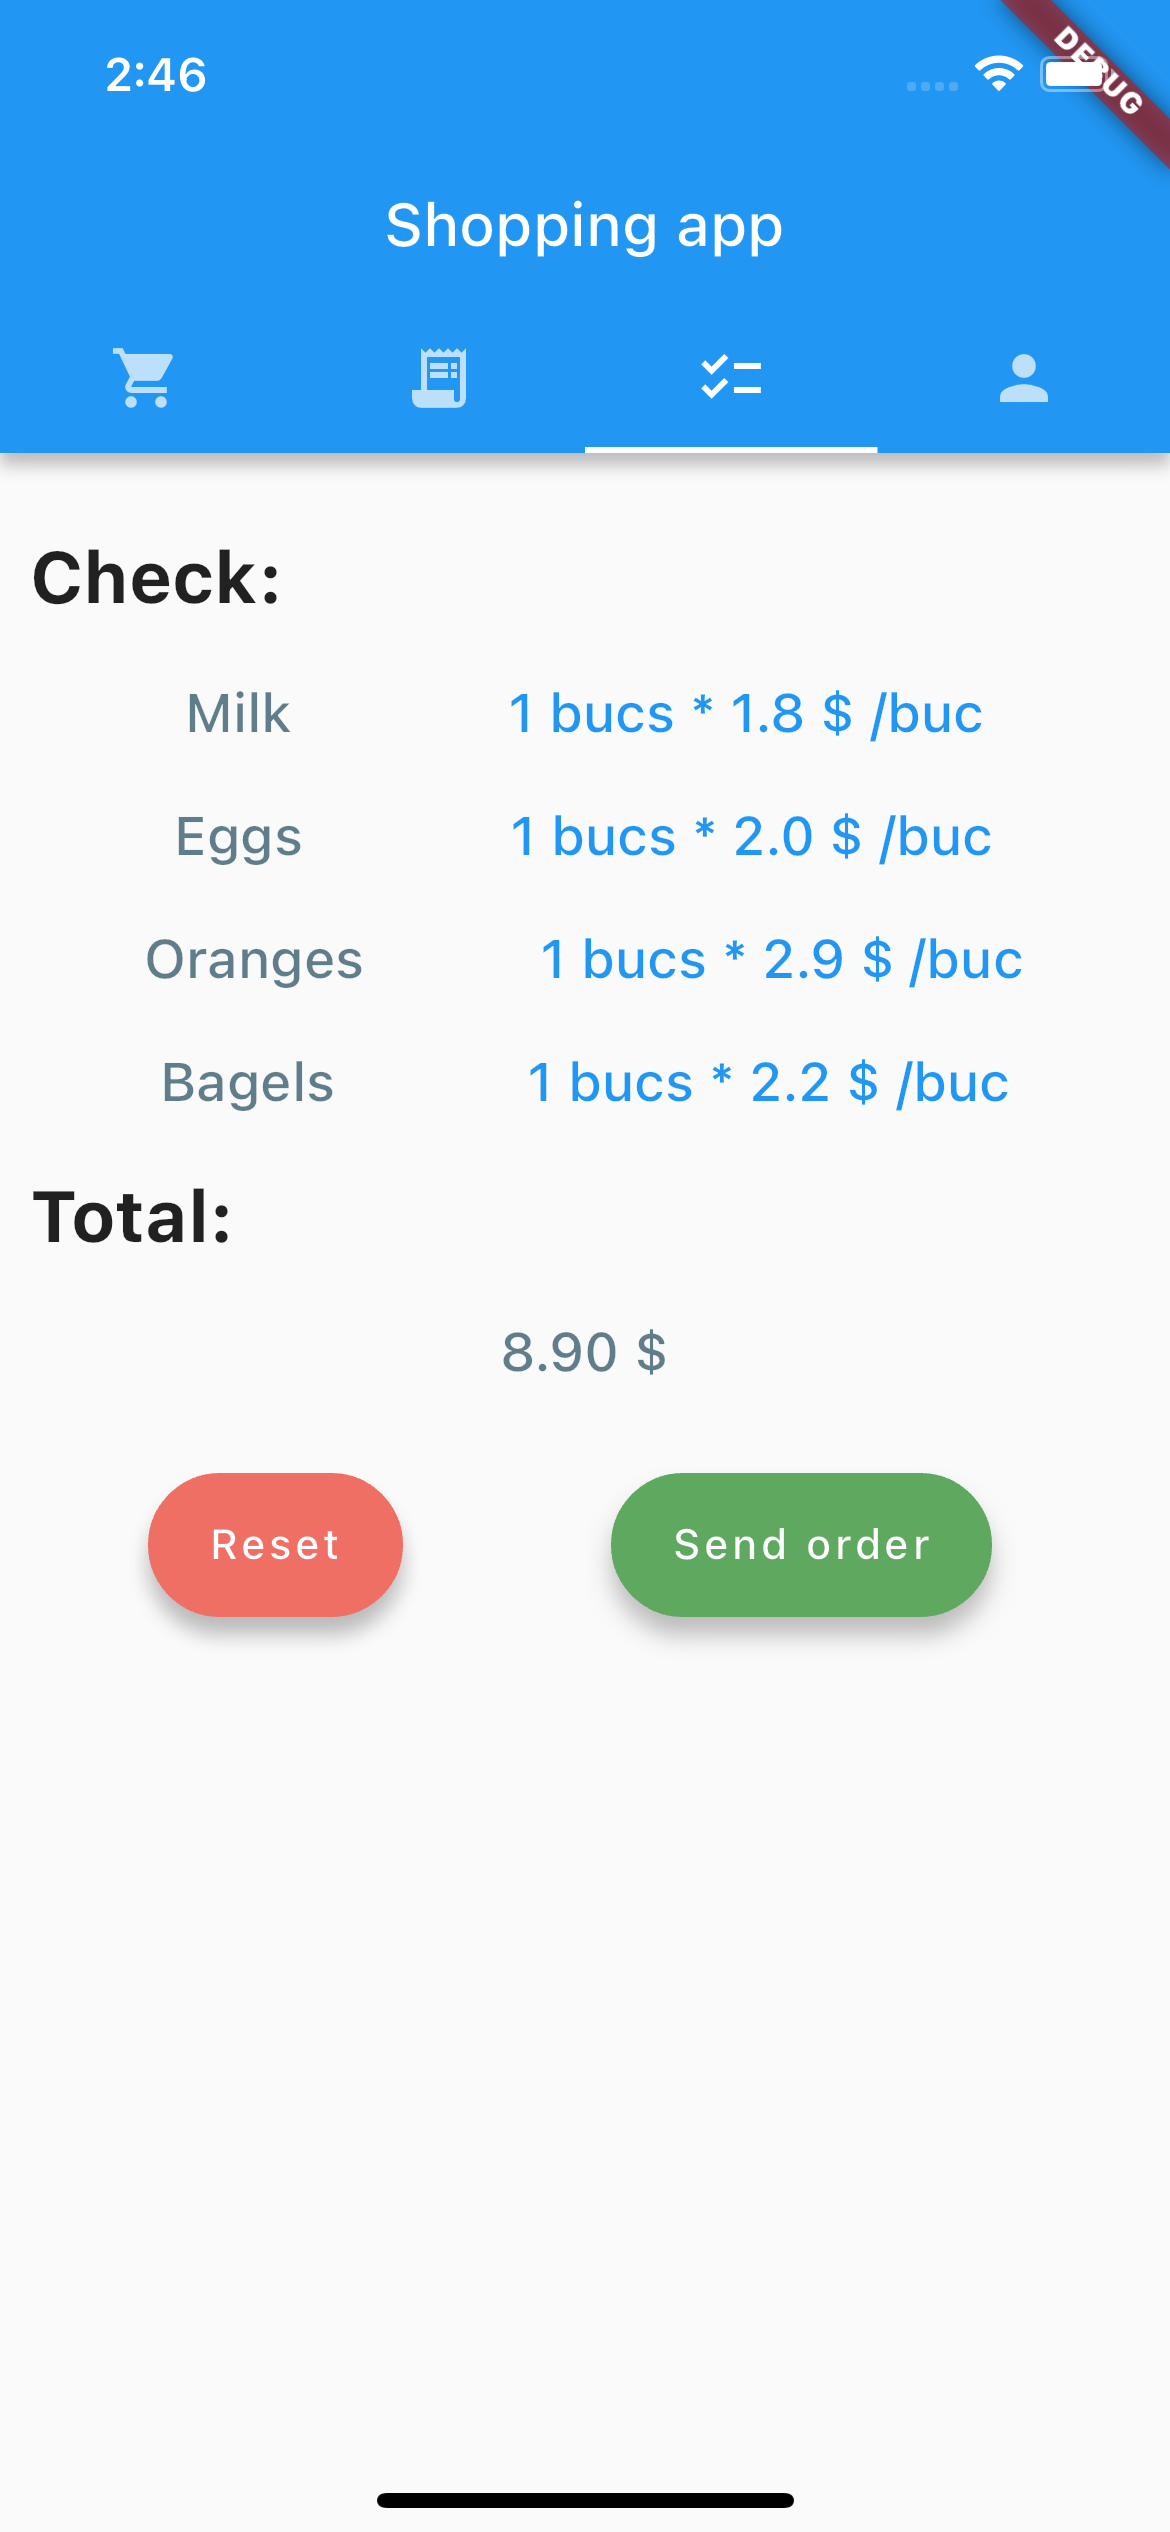 2:46
DEBUG
Shopping app
Check:
Milk 1 bucs * 1.8 $ /buc
Eggs 1 bucs * 2.0 $ /buc
Oranges 1 bucs * 2.9 $ /buc
Bagels 1 bucs * 2.2 $ /buc
Total:
8.90 $
Reset Send order